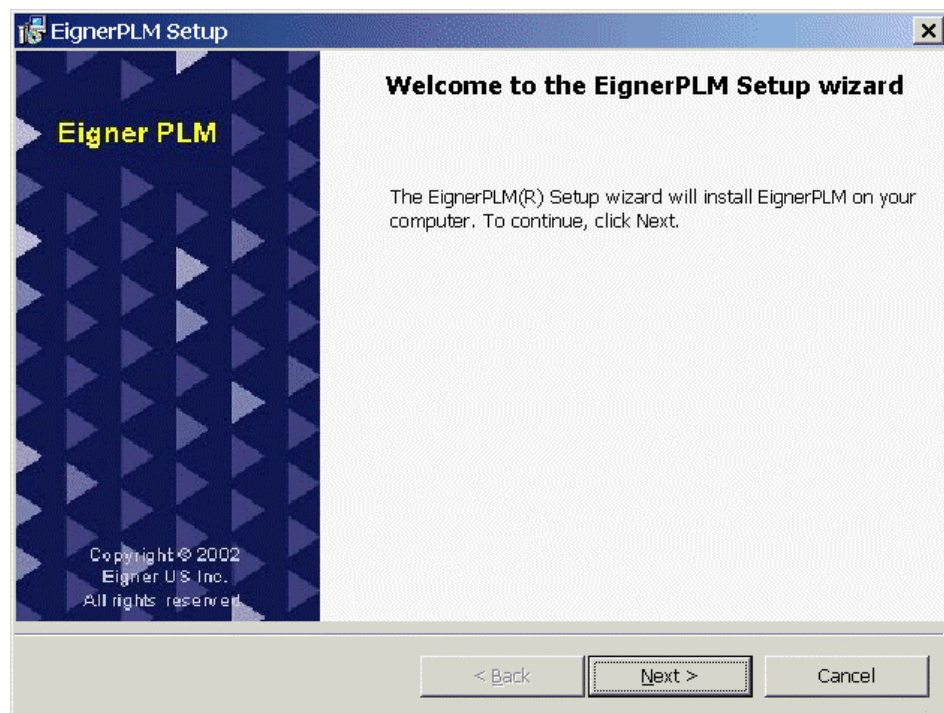 EignerPLM Setup
Eigner PLM
Welcome to the EignerPLM Setup wizard
The EignerPLM(R) Setup wizard will install EignerPLM on your
computer. To continue, click Next.
Copyright © 2002
Eigner US Inc.
All rights reserved.
< Back
Next >
Cancel